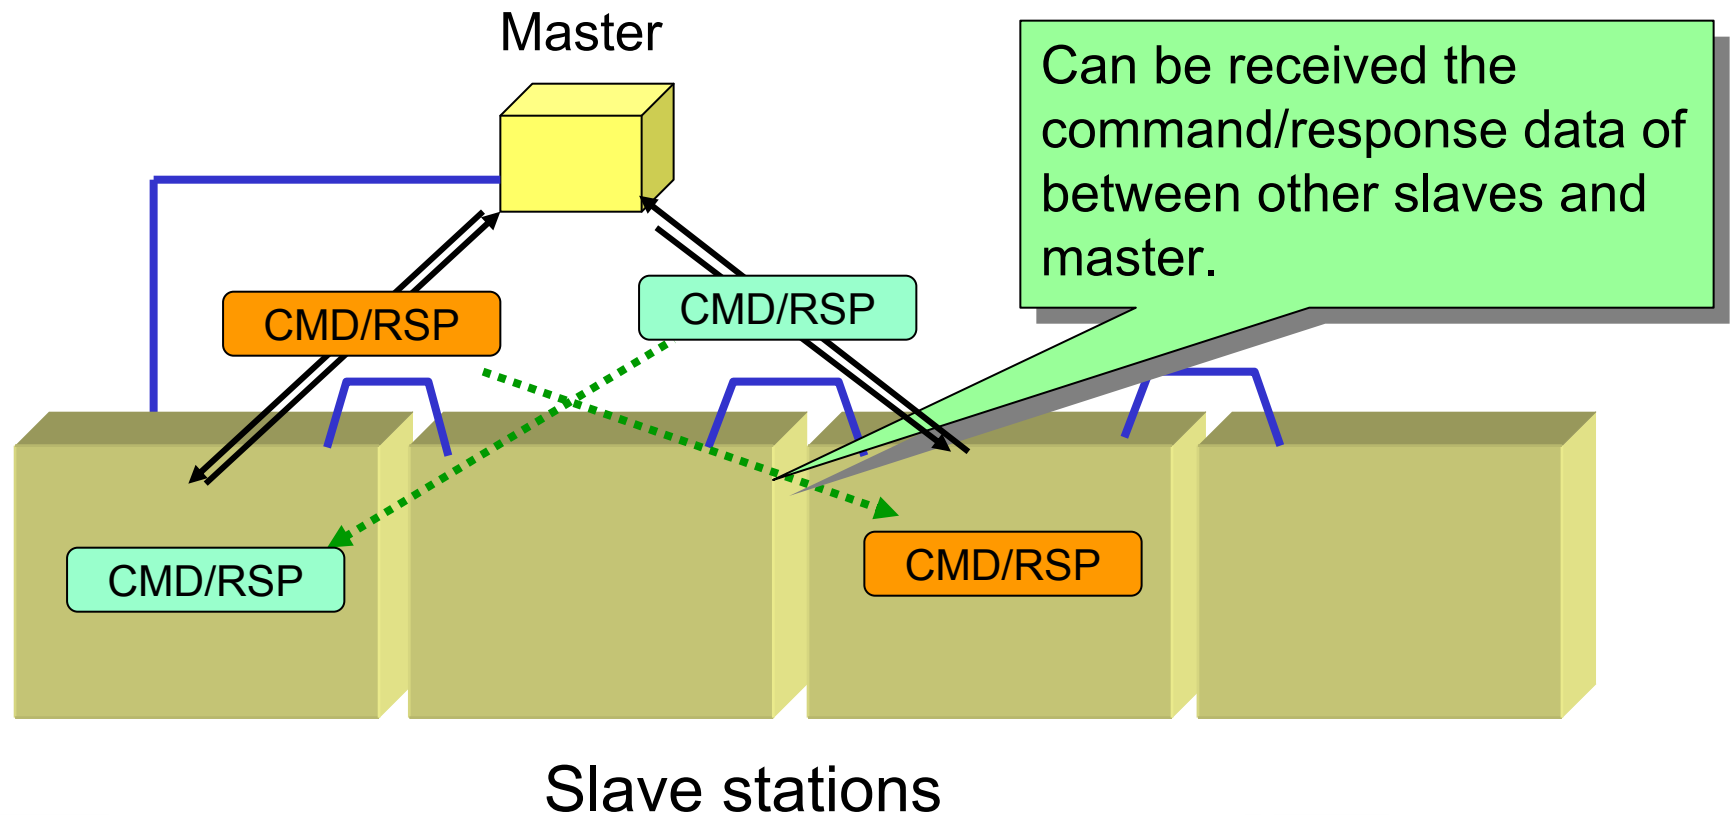 Master
Can be received the
command/response data of
between other slaves and
master.
CMD/RSP
CMD/RSP
CMD/RSP
CMD/RSP
Slave stations